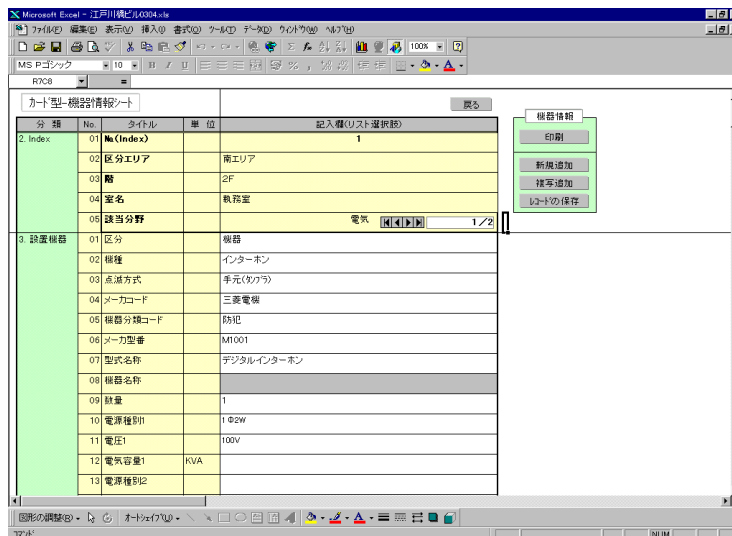 Microsoft Excel - 江戸川橋ビル0304.xls
ファイル(F) 編集(E) 表示(V) 挿入(I) 書式(O) ツール(T) データ(D) ウィンドウ(W) ヘルプ(H)
100%
MS Pゴシック 10 B I U
R7C8 =
カード型-機器情報シート 戻る
分 類 No. タイトル 単 位 記入欄(リスト選択肢)
2. Index 01 №(Index) 1
02 区分エリア 南エリア
03 階 2F
04 室名 執務室
05 該当分野 電気 1/2
3. 設置機器 01 区分 機器
02 機種 インターホン
03 点滅方式 手元(タンプラ)
04 メーカコード 三菱電機
05 機器分類コード 防犯
06 メーカ型番 M1001
07 型式名称 デジタルインターホン
08 機器名称
09 数量 1
10 電源種別1 1Φ2W
11 電圧1 100V
12 電気容量1 KVA
13 電源種別2
機器情報
印刷
新規追加
複写追加
レコードの保存
図形の調整(R) オートシェイプ(U)
コマンド NUM